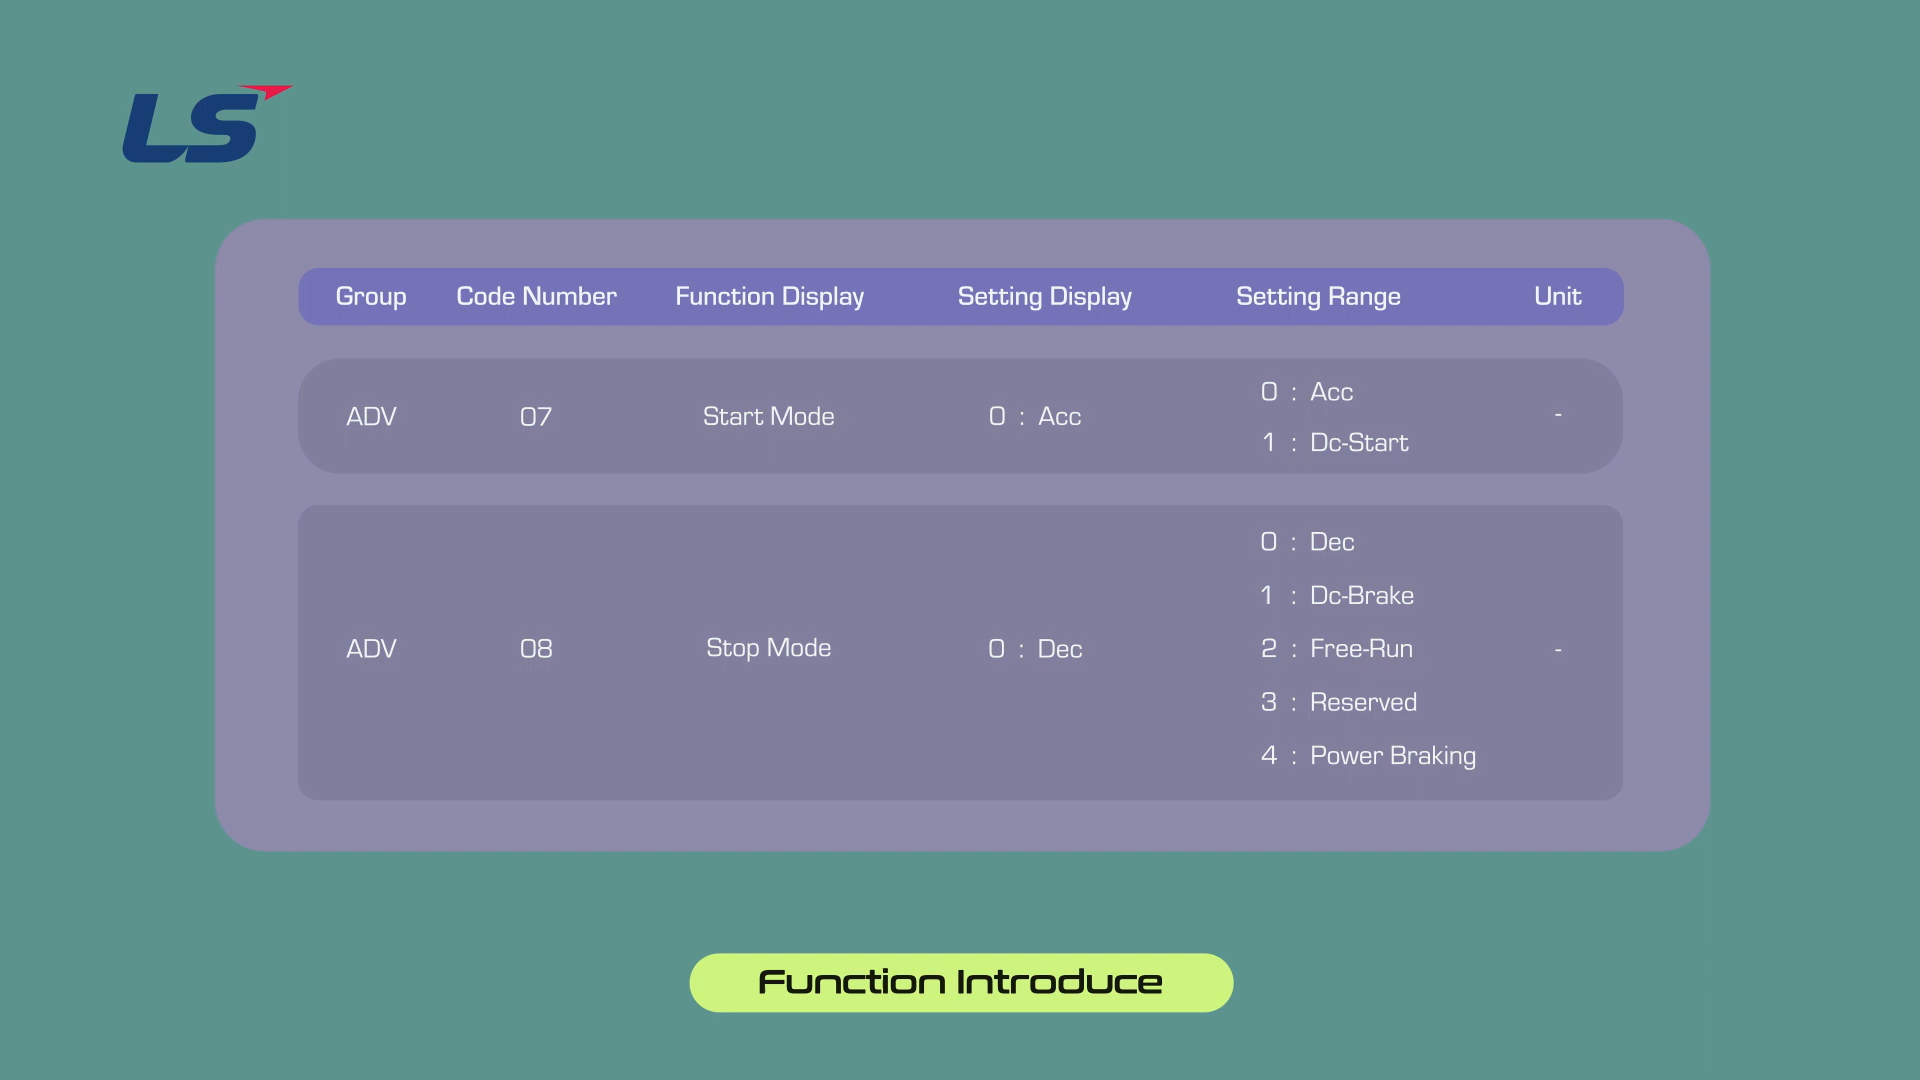 LS
Group Code Number Function Display Setting Display Setting Range Unit
ADV 07 Start Mode 0 : Acc 0 : Acc -
1 : Dc-Start
ADV 08 Stop Mode 0 : Dec 0 : Dec -
1 : Dc-Brake
2 : Free-Run
3 : Reserved
4 : Power Braking
Function Introduce